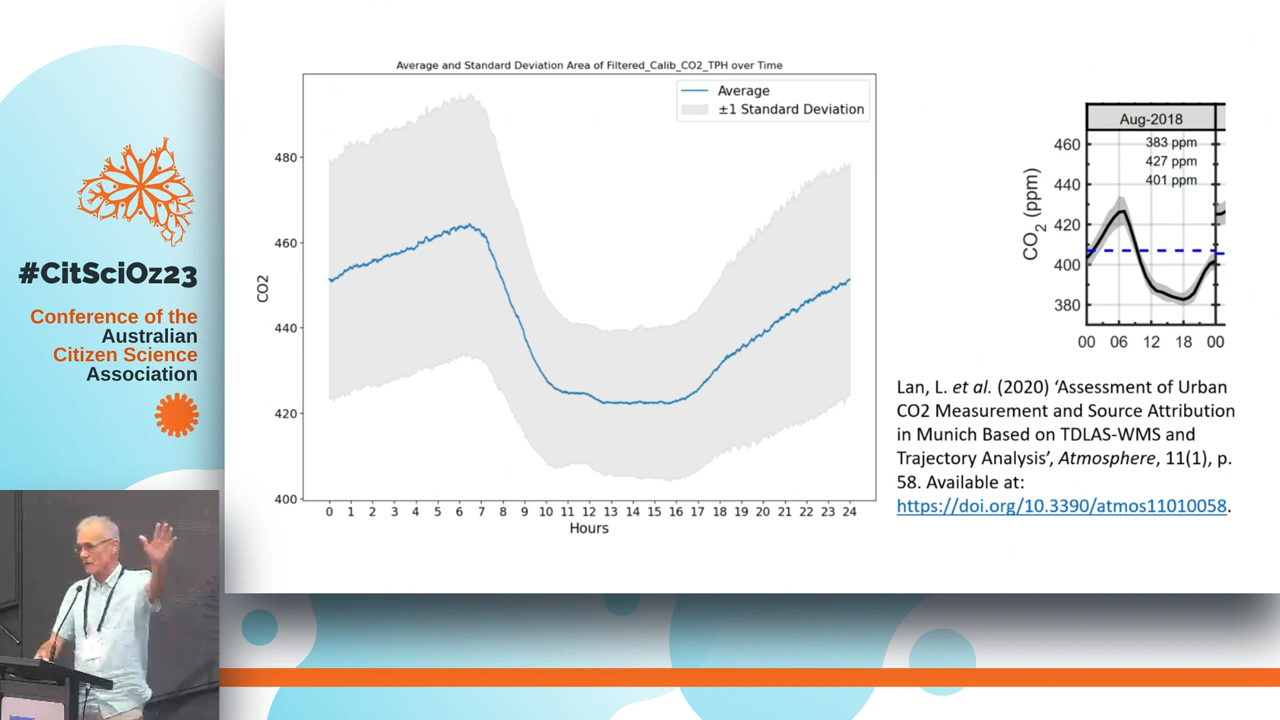 #CitSciOz23
Conference of the
Australian
Citizen Science
Association
Average and Standard Deviation Area of Filtered_Calib_CO2_TPH over Time
Average
±1 Standard Deviation
CO2
480
460
440
420
400
0 1 2 3 4 5 6 7 8 9 10 11 12 13 14 15 16 17 18 19 20 21 22 23 24
Hours
Aug-2018
383 ppm
427 ppm
401 ppm
CO2 (ppm)
460
440
420
400
380
00 06 12 18 00
Lan, L. et al. (2020) ‘Assessment of Urban
CO2 Measurement and Source Attribution
in Munich Based on TDLAS-WMS and
Trajectory Analysis’, Atmosphere, 11(1), p.
58. Available at:
https://doi.org/10.3390/atmos11010058.